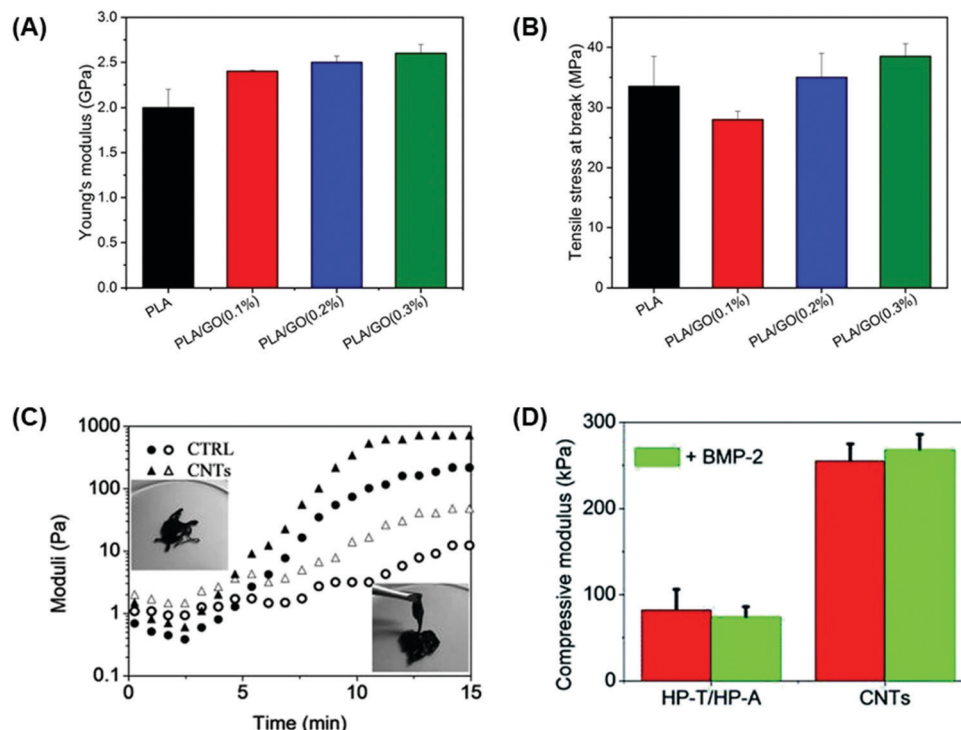 (A)
3.0
2.5
2.0
1.5
1.0
0.5
0.0
Young's modulus (GPa)
PLA
PLA/GO(0.1%)
PLA/GO(0.2%)
PLA/GO(0.3%)
(B)
40
30
20
10
0
Tensile stress at break (MPa)
PLA
PLA/GO(0.1%)
PLA/GO(0.2%)
PLA/GO(0.3%)
(C)
1000
100
10
1
0.1
Moduli (Pa)
CTRL
CNTs
0
5
10
15
Time (min)
(D)
300
200
100
0
Compressive modulus (kPa)
+ BMP-2
HP-T/HP-A
CNTs